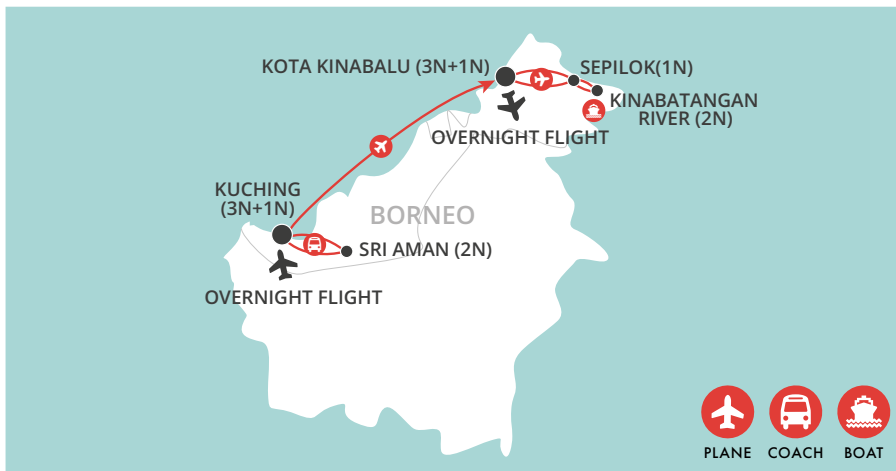 KOTA KINABALU (3N+1N)
SEPILOK(1N)
KINABATANGAN
RIVER (2N)
OVERNIGHT FLIGHT
KUCHING
(3N+1N)
BORNEO
SRI AMAN (2N)
OVERNIGHT FLIGHT
PLANE
COACH
BOAT